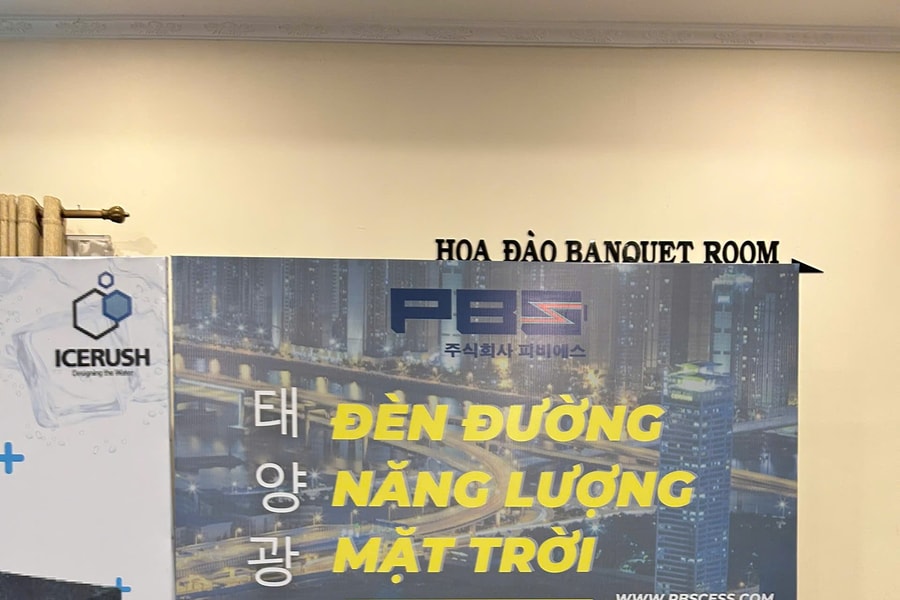 HOA ĐÀO BANQUET ROOM
ICERUSH
Designing the Water
PBS
주식회사 피비에스
태양광
ĐÈN ĐƯỜNG
NĂNG LƯỢNG
MẶT TRỜI
WWW.PBSCESS.COM